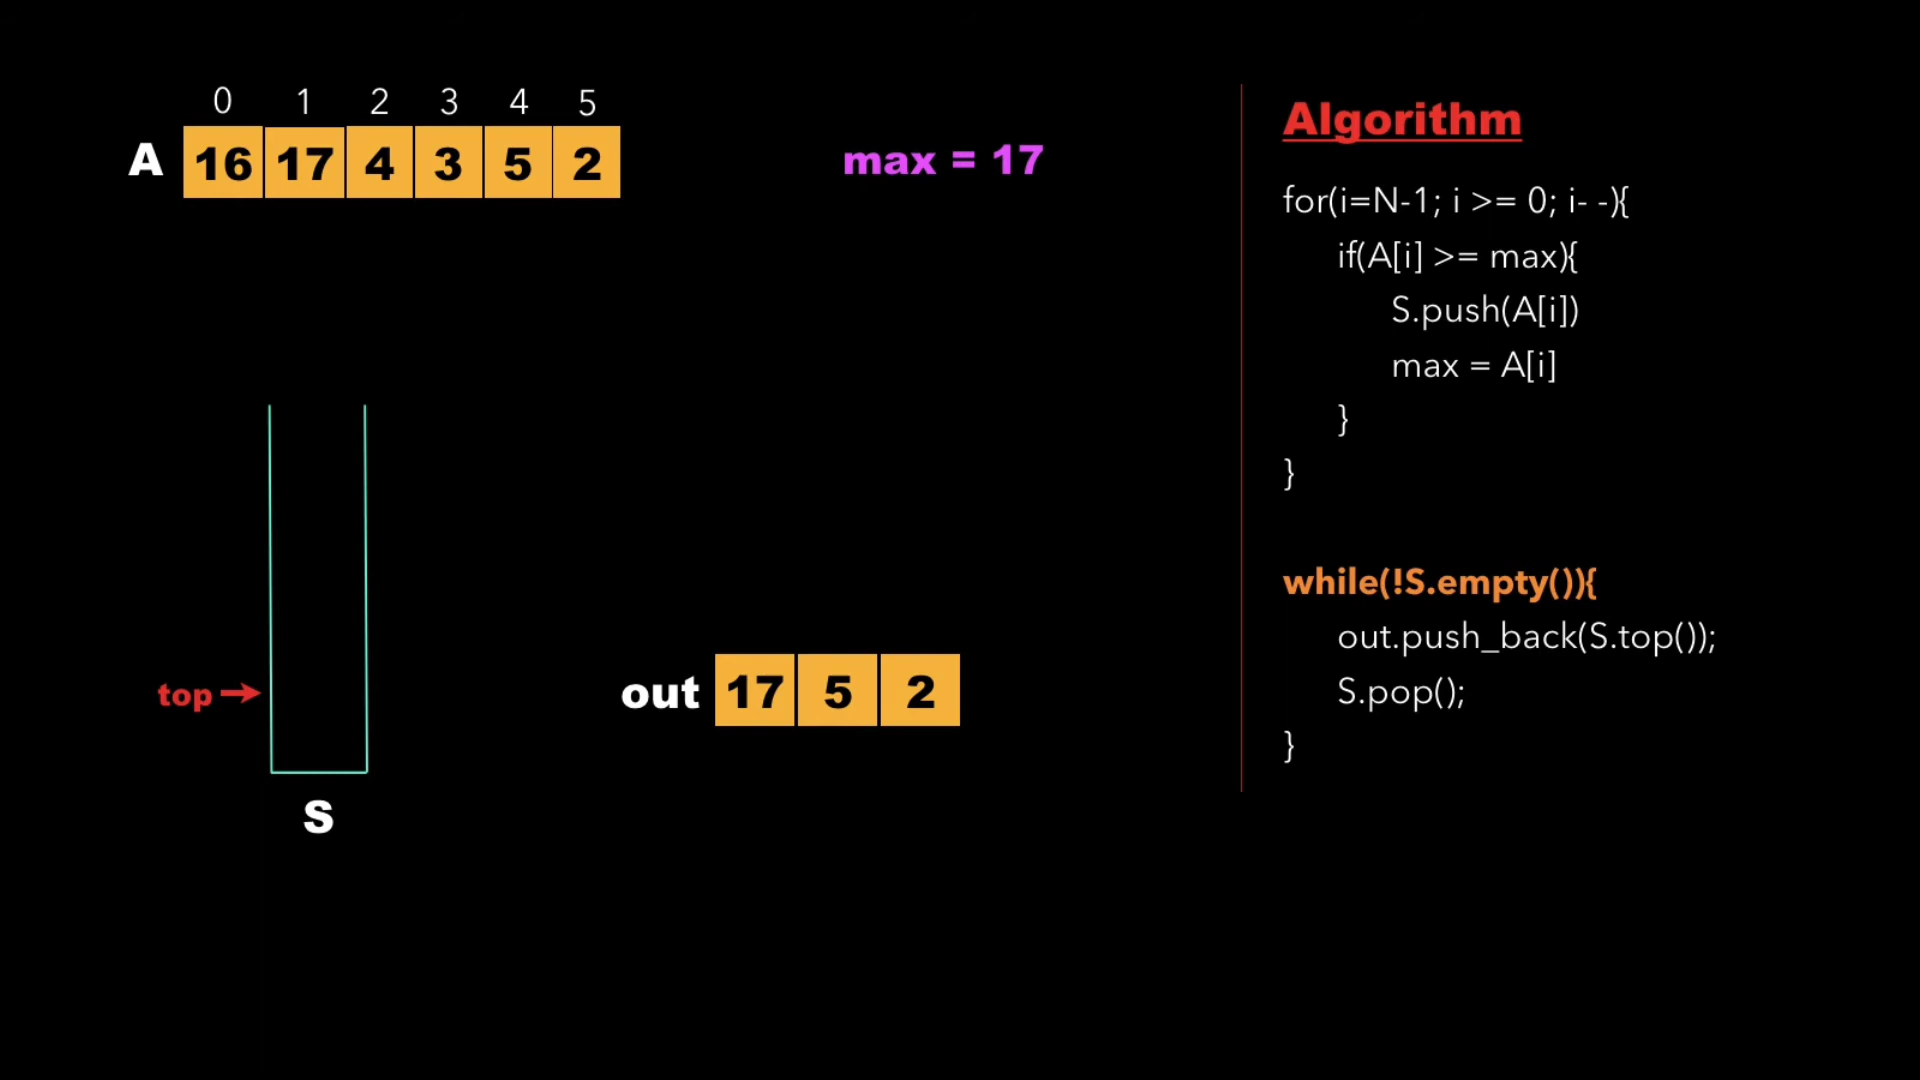 0 1 2 3 4 5
A 16 17 4 3 5 2
max = 17
top
S
out 17 5 2
Algorithm
for(i=N-1; i >= 0; i- -){
if(A[i] >= max){
S.push(A[i])
max = A[i]
}
}
while(!S.empty()){
out.push_back(S.top());
S.pop();
}